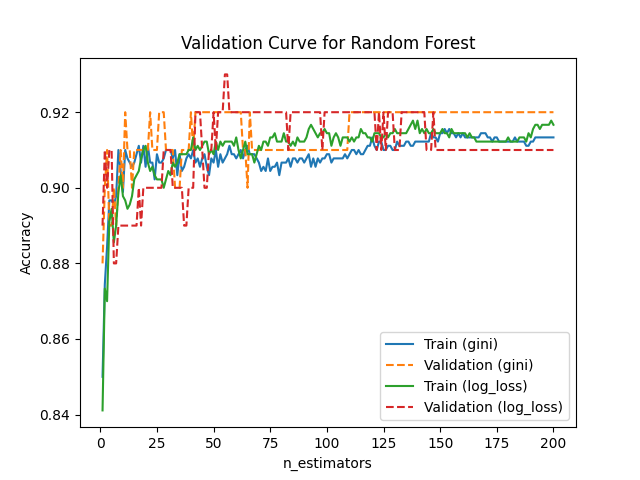 Validation Curve for Random Forest
Accuracy
0.92
0.90
0.88
0.86
0.84
0 25 50 75 100 125 150 175 200
n_estimators
Train (gini)
Validation (gini)
Train (log_loss)
Validation (log_loss)